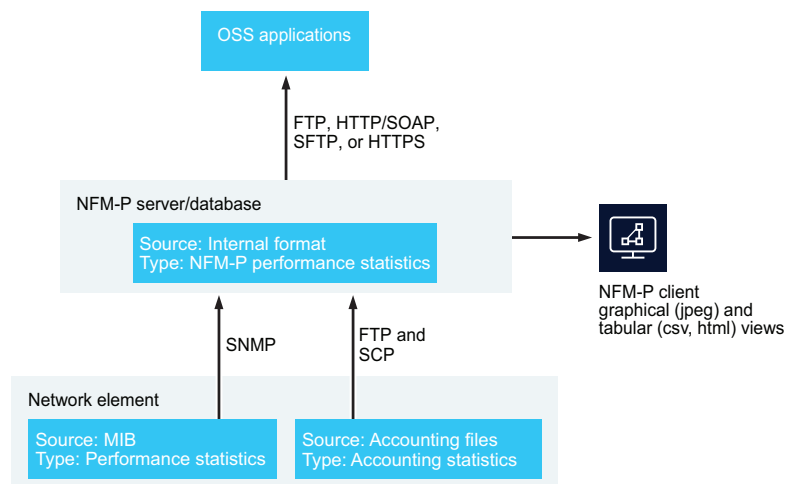 OSS applications
FTP, HTTP/SOAP,
SFTP, or HTTPS
NFM-P server/database
Source: Internal format
Type: NFM-P performance statistics
NFM-P client
graphical (jpeg) and
tabular (csv, html) views
SNMP
FTP and
SCP
Network element
Source: MIB
Type: Performance statistics
Source: Accounting files
Type: Accounting statistics